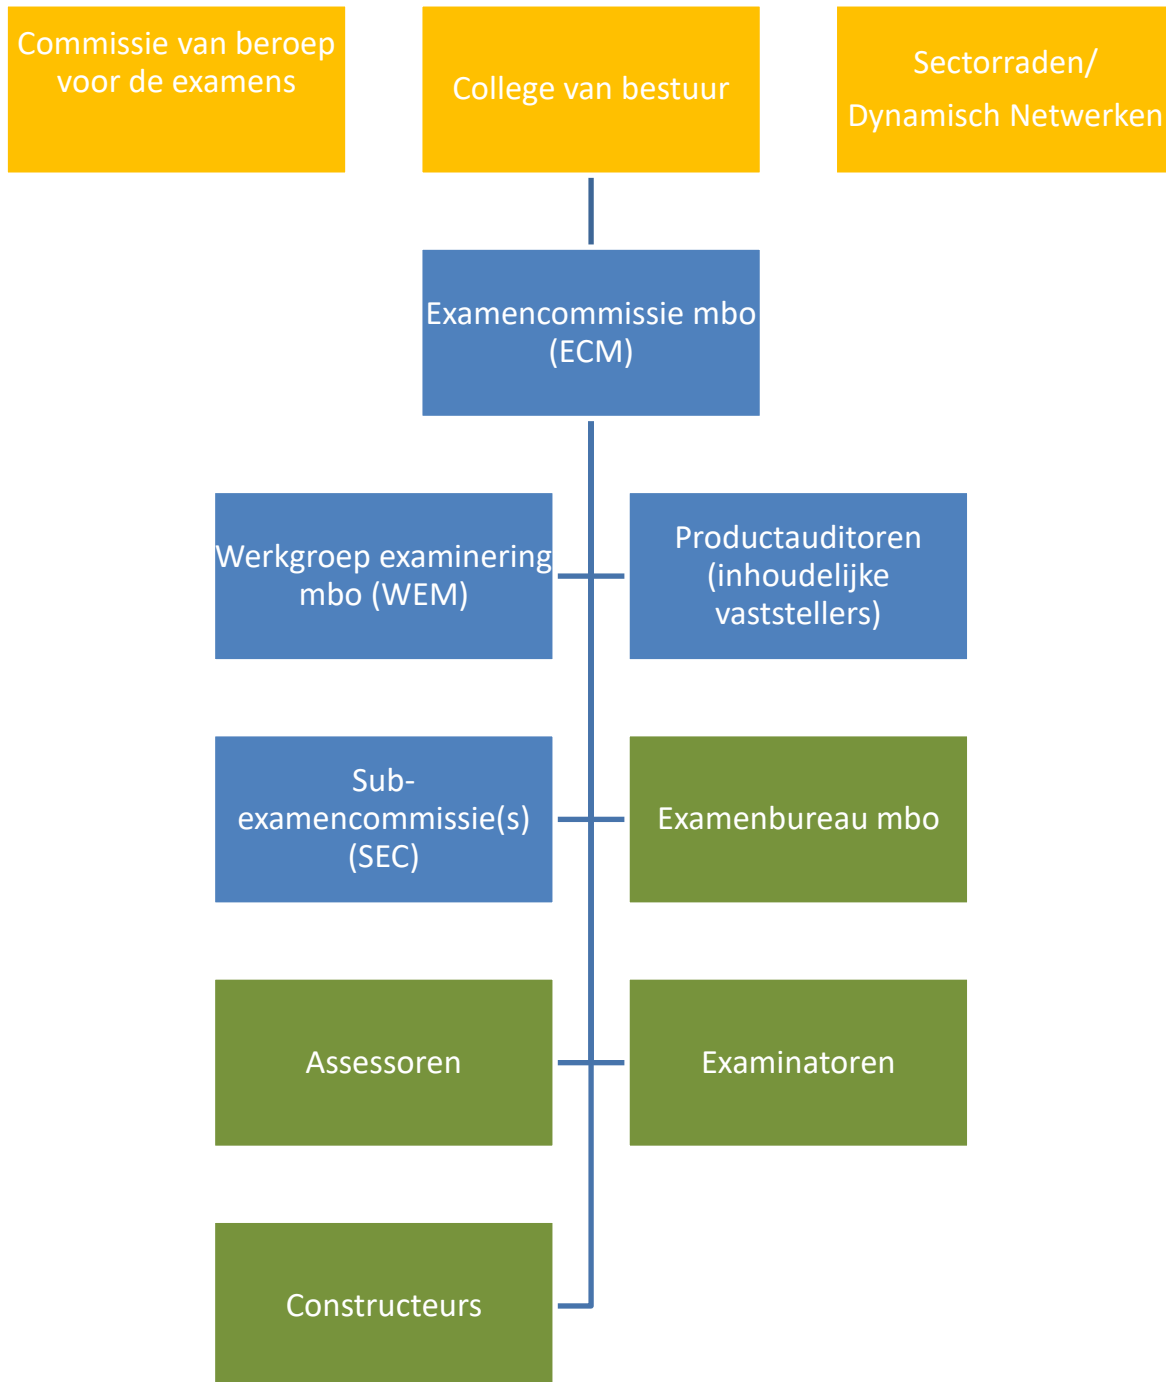 Commissie van beroep
voor de examens
College van bestuur
Sectorraden/
Dynamisch Netwerken
Examencommissie mbo
(ECM)
Werkgroep examinering
mbo (WEM)
Productauditoren
(inhoudelijke
vaststellers)
Sub-
examencommissie(s)
(SEC)
Examenbureau mbo
Assessoren
Examinatoren
Constructeurs